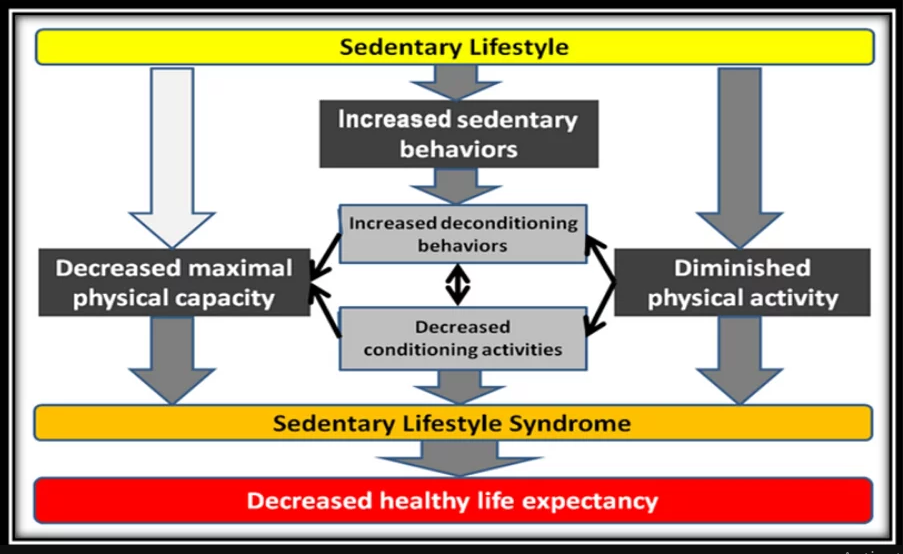 Sedentary Lifestyle
Increased sedentary
behaviors
Increased deconditioning
behaviors
Decreased maximal
physical capacity
Diminished
physical activity
Decreased
conditioning activities
Sedentary Lifestyle Syndrome
Decreased healthy life expectancy